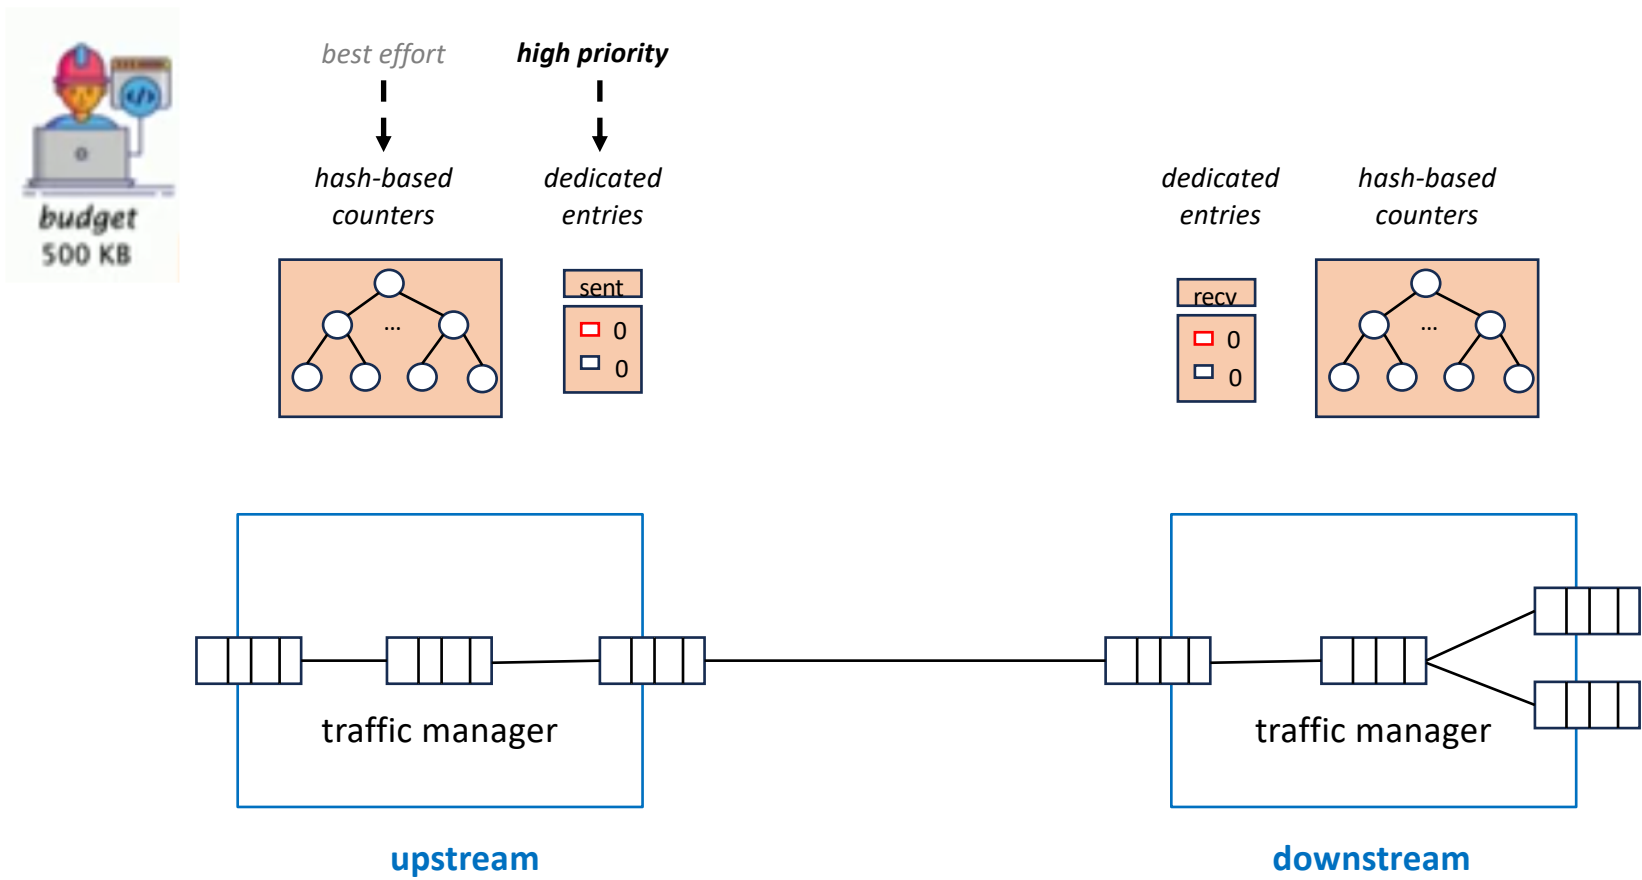 best effort
high priority
budget
500 KB
hash-based
counters
dedicated
entries
dedicated
entries
hash-based
counters
...
sent
0
0
recv
0
0
...
traffic manager
traffic manager
upstream
downstream